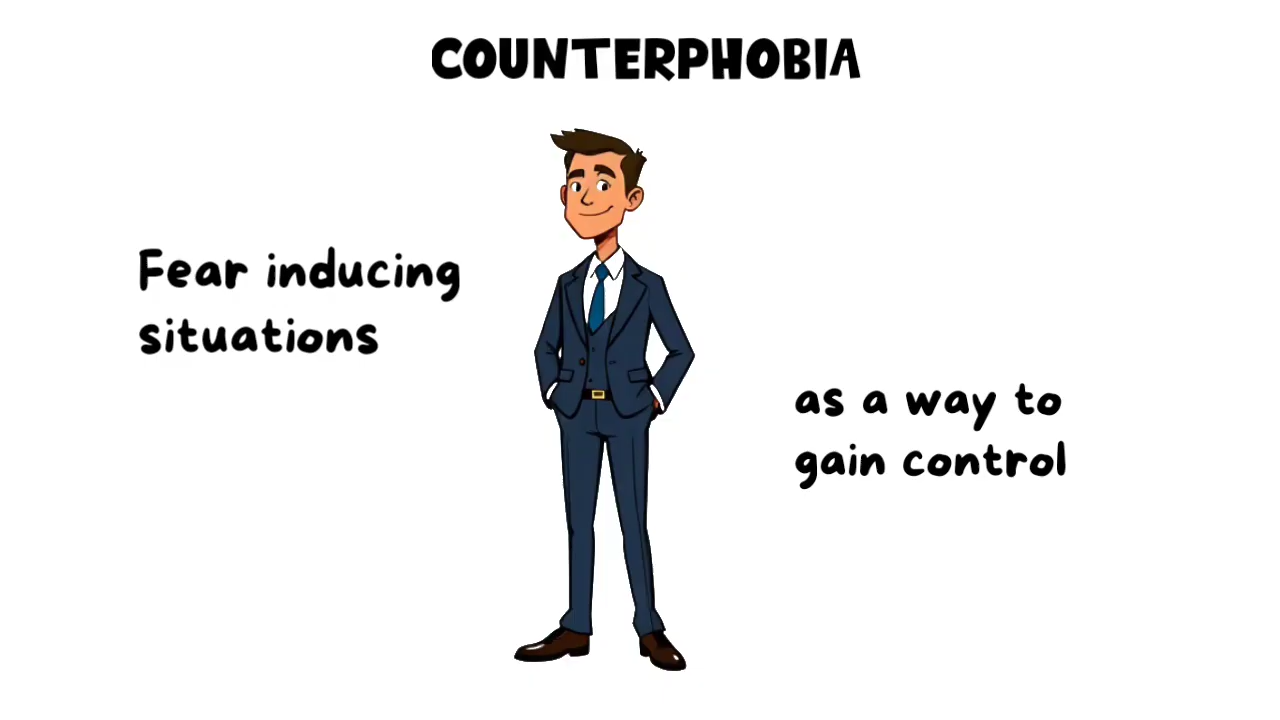 COUNTERPHOBIA
Fear inducing
situations
as a way to
gain control